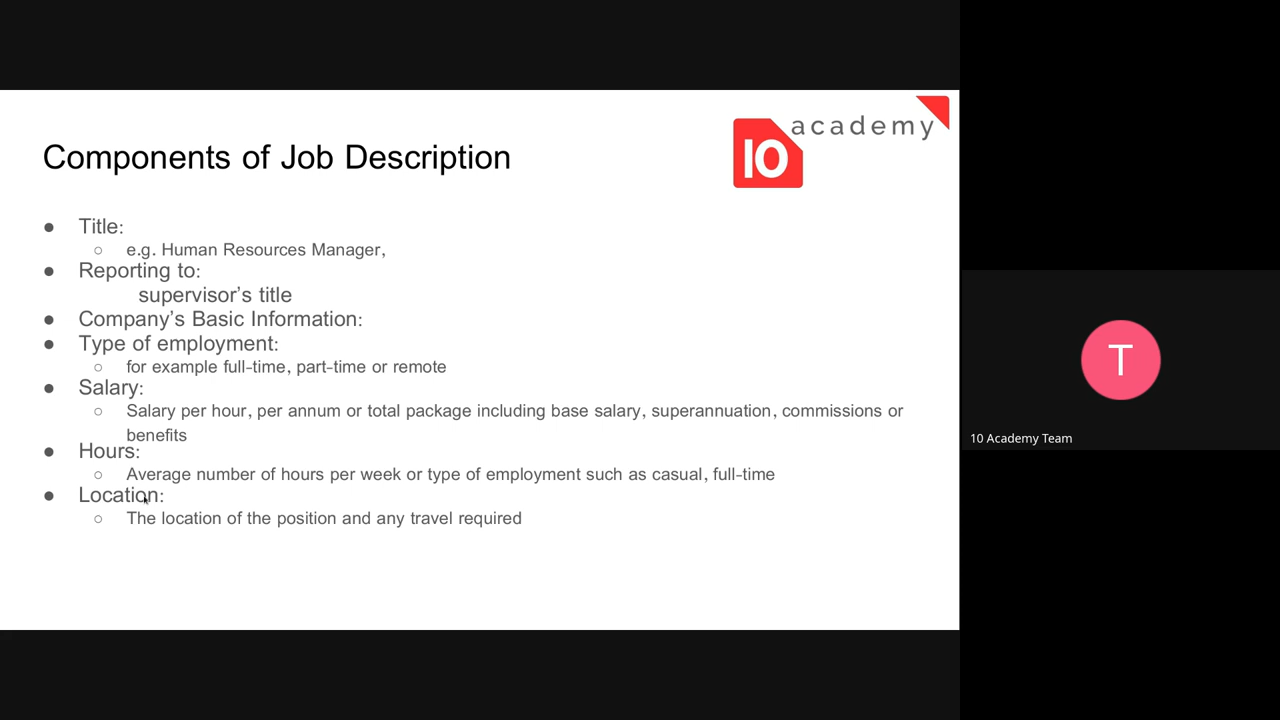 10 academy
Components of Job Description
● Title:
○ e.g. Human Resources Manager,
● Reporting to:
supervisor’s title
● Company’s Basic Information:
● Type of employment:
○ for example full-time, part-time or remote
● Salary:
○ Salary per hour, per annum or total package including base salary, superannuation, commissions or
benefits
● Hours:
○ Average number of hours per week or type of employment such as casual, full-time
● Location:
○ The location of the position and any travel required
T
10 Academy Team